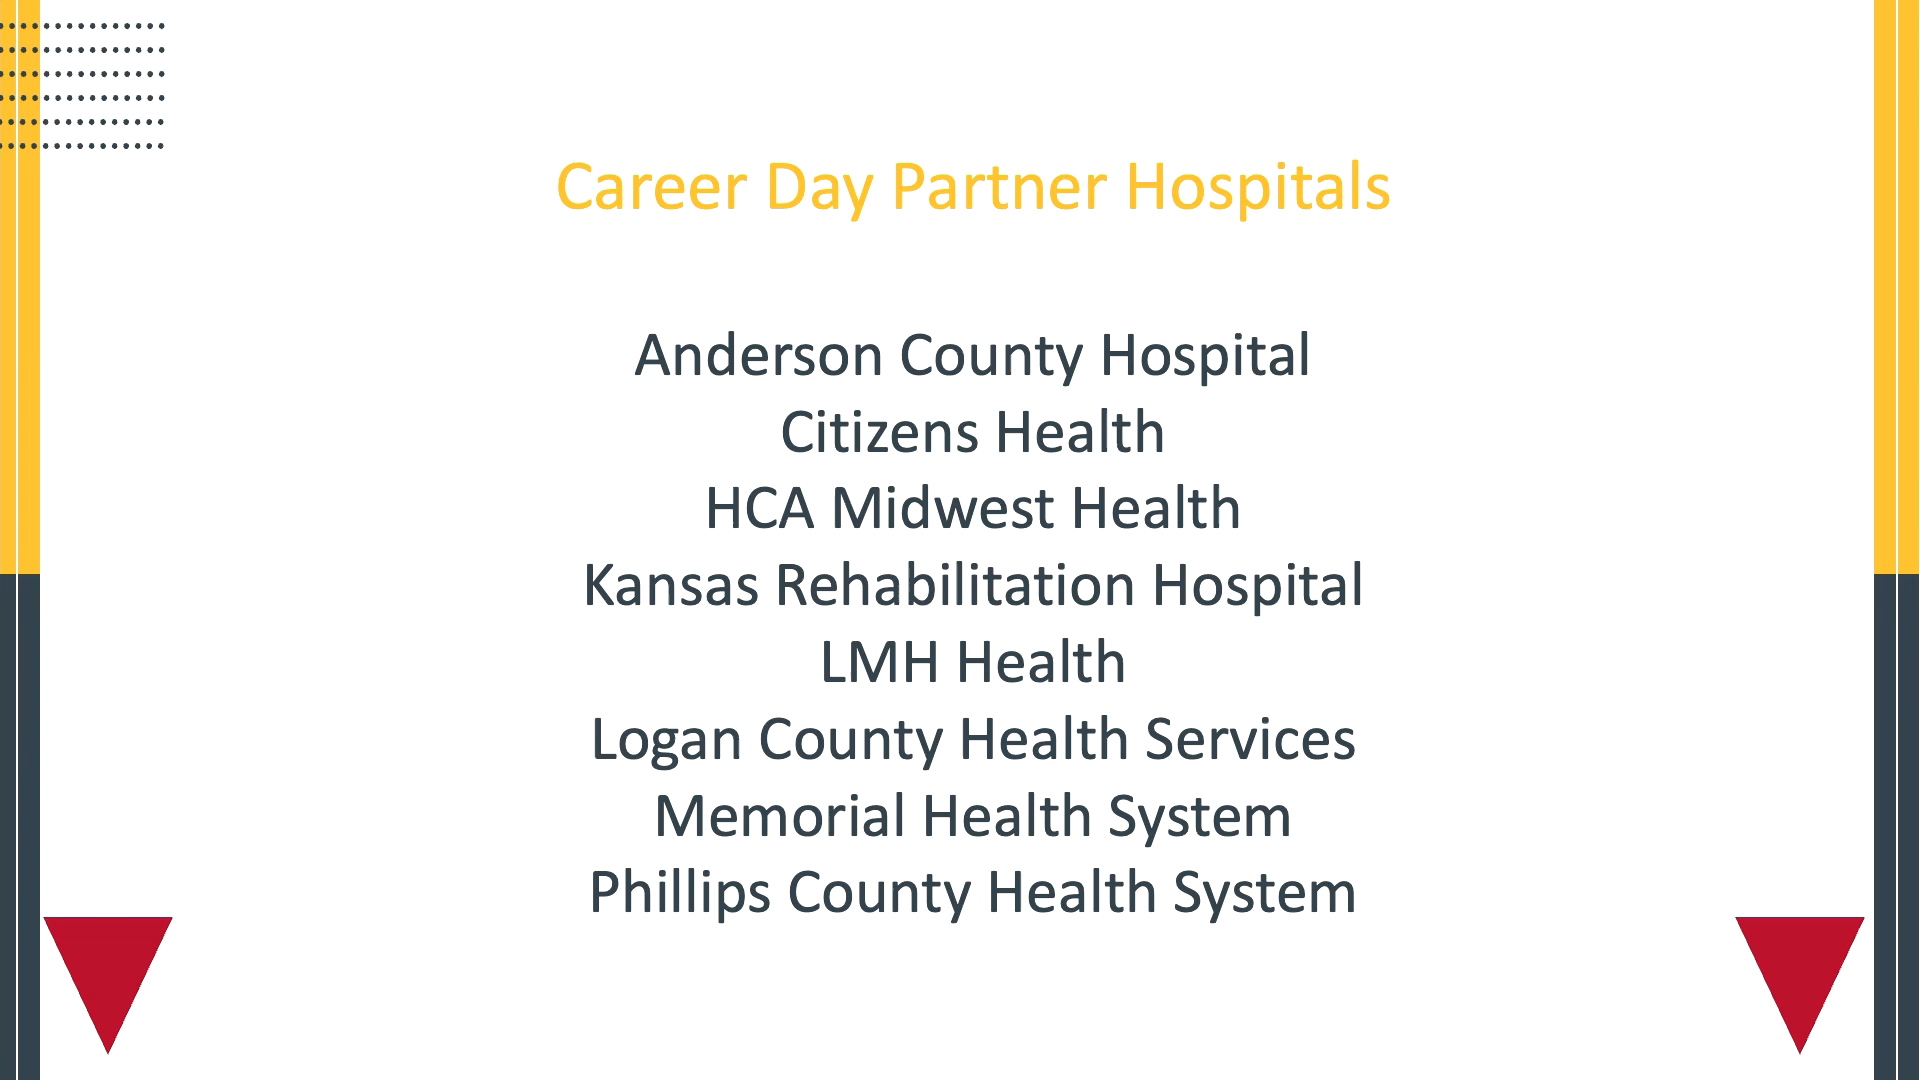 Career Day Partner Hospitals
Anderson County Hospital
Citizens Health
HCA Midwest Health
Kansas Rehabilitation Hospital
LMH Health
Logan County Health Services
Memorial Health System
Phillips County Health System